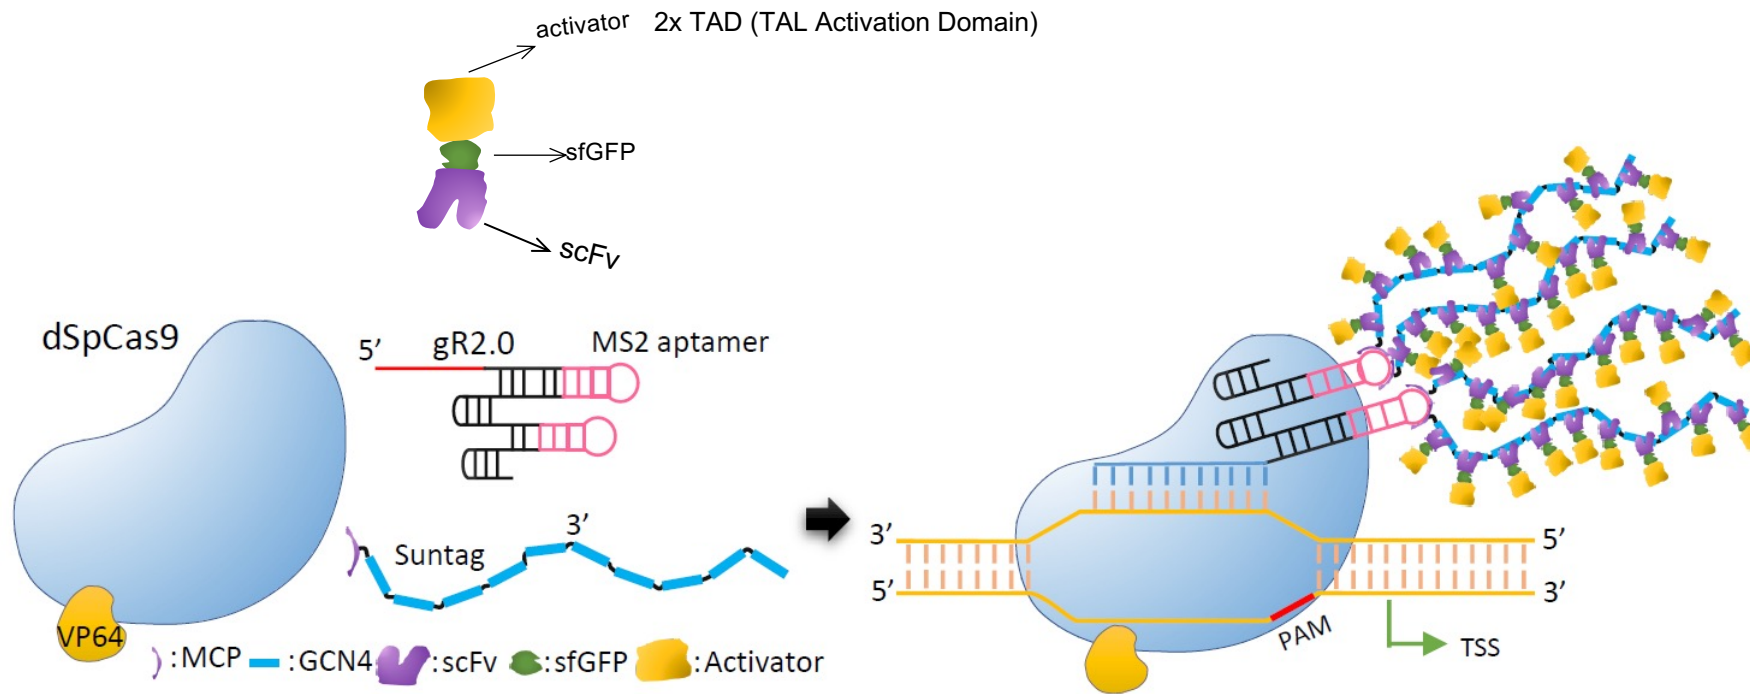 activator 2x TAD (TAL Activation Domain)
sfGFP
scFv
dSpCas9
5’ gR2.0 MS2 aptamer
3’
Suntag
VP64
:MCP :GCN4 :scFv :sfGFP :Activator
3’ 5’
5’ 3’
PAM
TSS